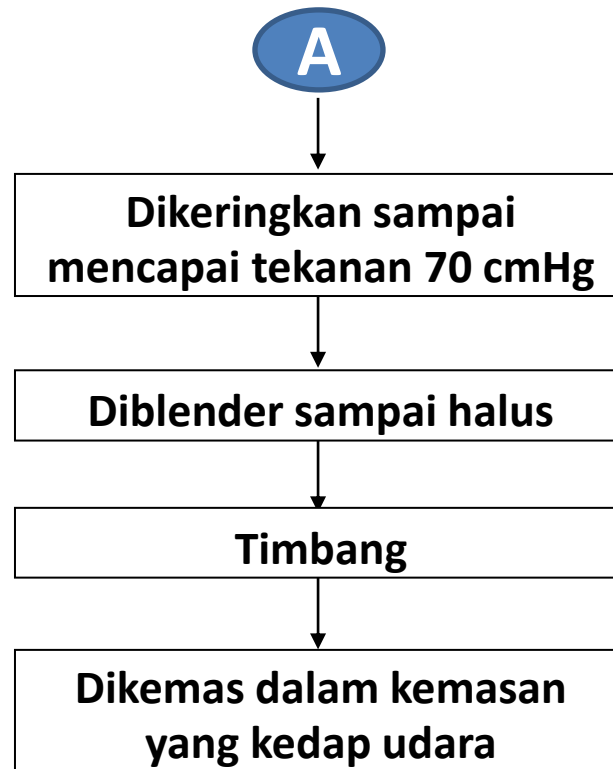 A
Dikeringkan sampai
mencapai tekanan 70 cmHg
Diblender sampai halus
Timbang
Dikemas dalam kemasan
yang kedap udara